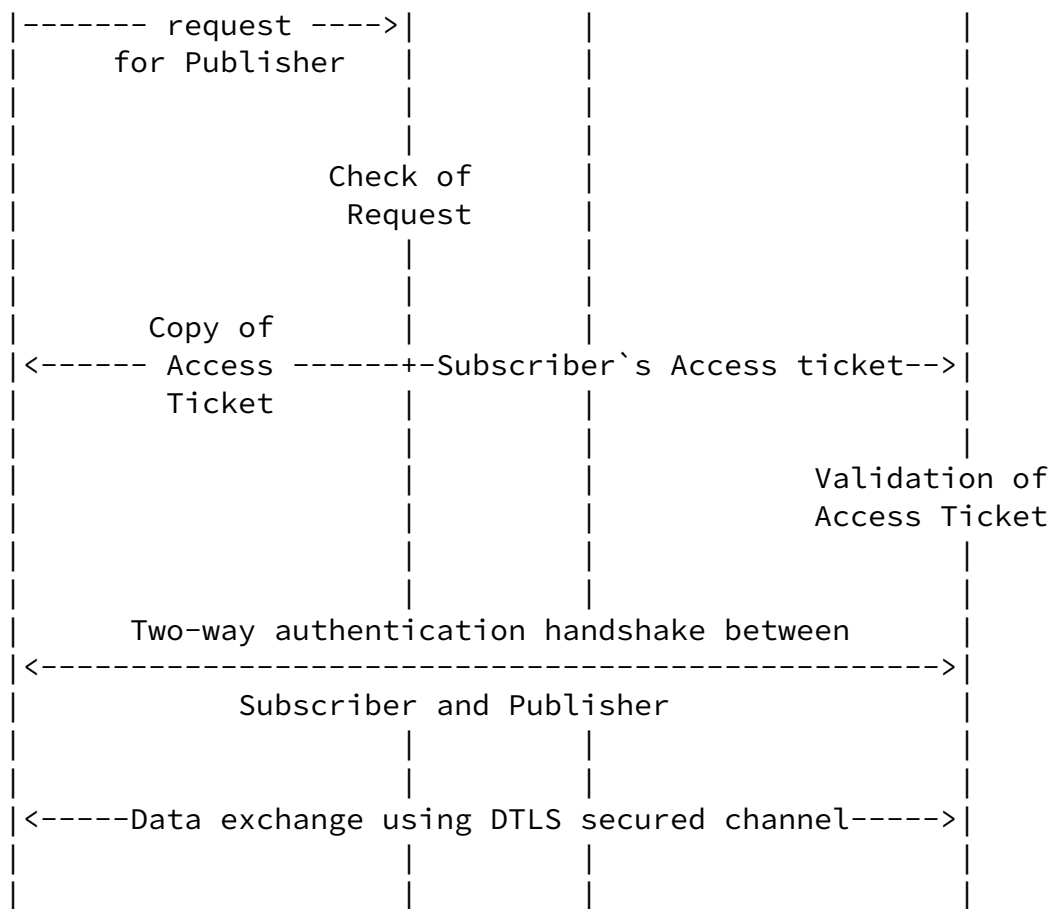 |------- request ---->|         |                    |
|     for Publisher   |         |                    |
|                     |         |                    |
|                     |         |                    |
|                 Check of      |                    |
|                  Request      |                    |
|                     |         |                    |
|                     |         |                    |
|       Copy of       |         |                    |
|<------ Access ------+-Subscriber`s Access ticket-->|
|        Ticket       |         |                    |
|                     |         |                    |
|                     |         |            Validation of
|                     |         |            Access Ticket
|                     |         |                    |
|                     |         |                    |
|      Two-way authentication handshake between      |
|<-------------------------------------------------->|
|            Subscriber and Publisher                |
|                     |         |                    |
|                     |         |                    |
|<-----Data exchange using DTLS secured channel----->|
|                     |         |                    |
|                     |         |                    |